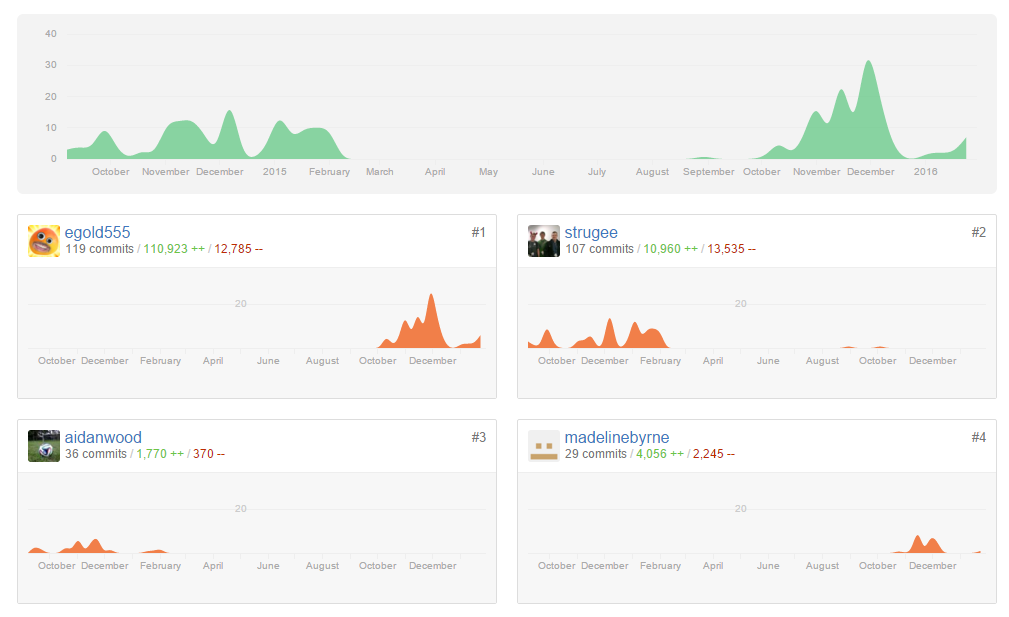 40
30
20
10
0
October November December 2015 February March April May June July August September October November December 2016
egold555 #1
119 commits / 110,923 ++ / 12,785 --
20
October December February April June August October December
strugee #2
107 commits / 10,960 ++ / 13,535 --
20
October December February April June August October December
aidanwood #3
36 commits / 1,770 ++ / 370 --
20
October December February April June August October December
madelinebyrne #4
29 commits / 4,056 ++ / 2,245 --
20
October December February April June August October December